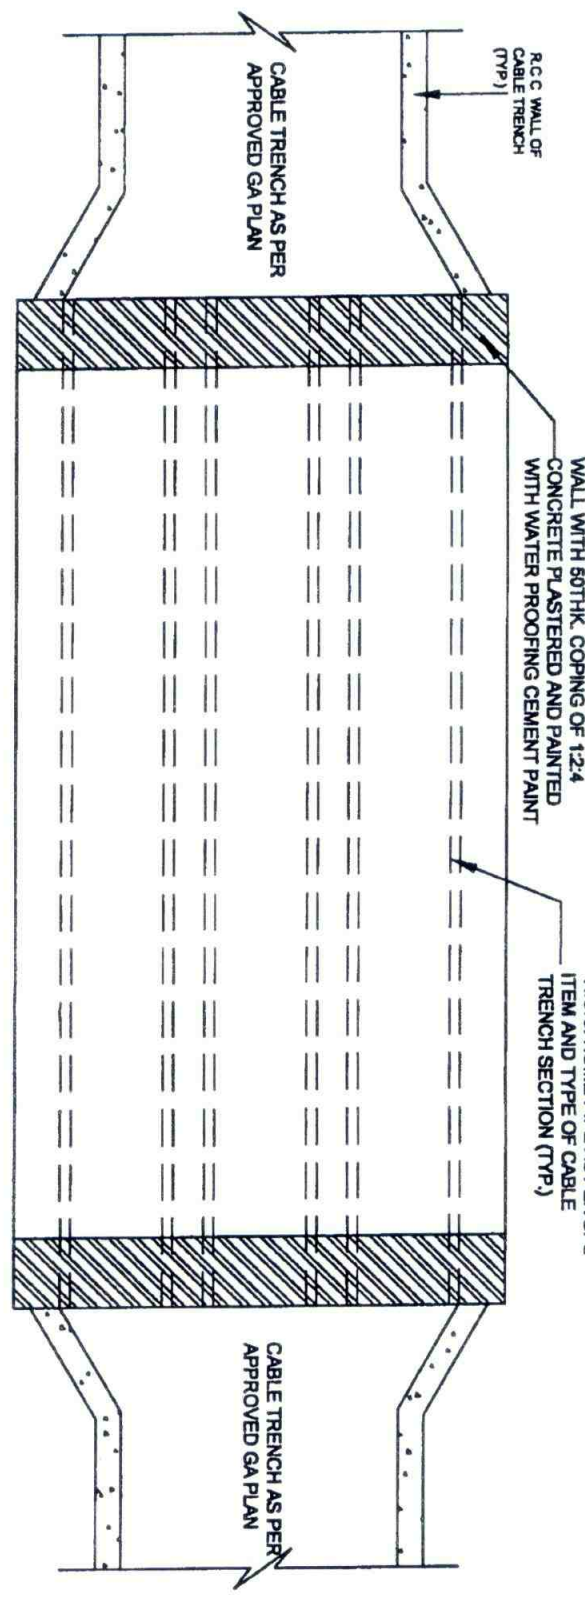 R.C.C WALL OF
CABLE TRENCH
(TYP.)
CABLE TRENCH AS PER
APPROVED GA PLAN
WALL WITH 50THK. COPING OF 1:2:4
CONCRETE PLASTERED AND PAINTED
WITH WATER PROOFING CEMENT PAINT
ITEM AND TYPE OF CABLE
TRENCH SECTION (TYP.)
CABLE TRENCH AS PER
APPROVED GA PLAN